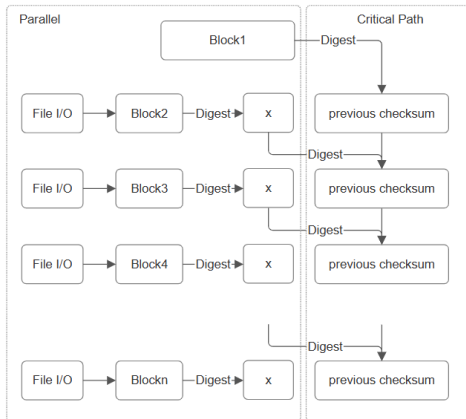 Parallel
Critical Path
Block1
Digest
File I/O Block2 Digest x previous checksum
Digest
File I/O Block3 Digest x previous checksum
Digest
File I/O Block4 Digest x previous checksum
Digest
File I/O Blockn Digest x previous checksum